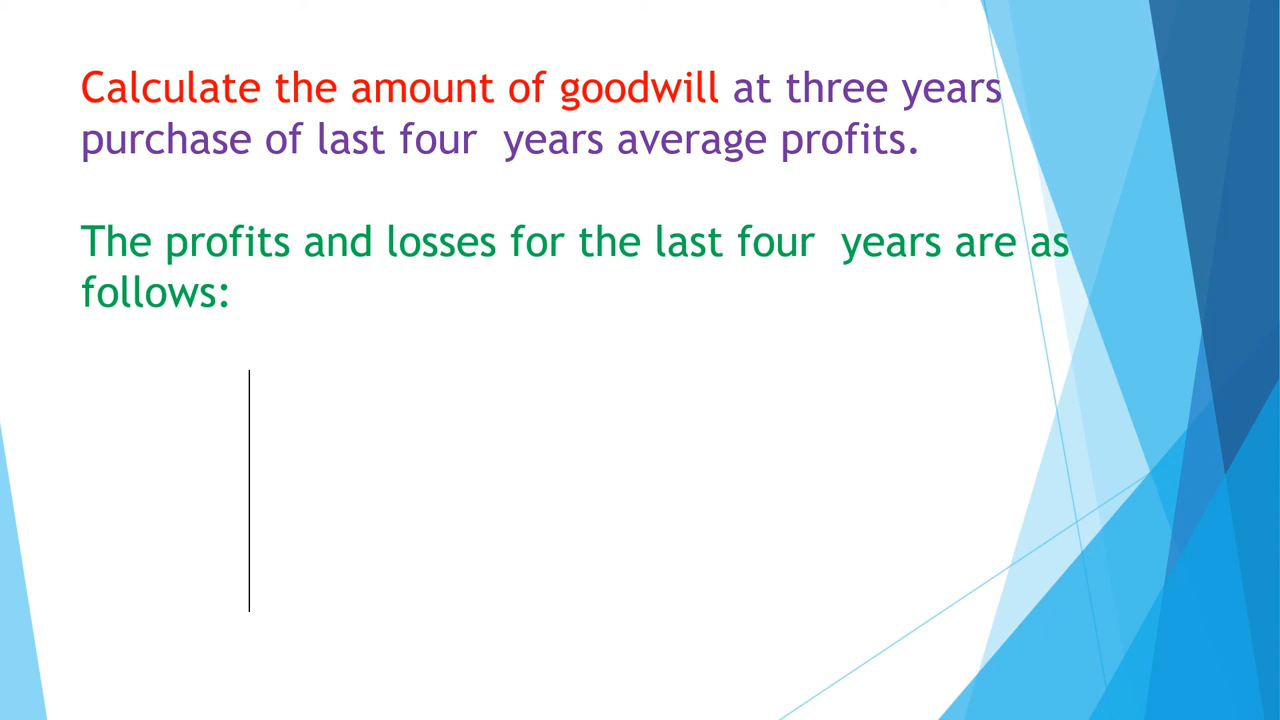 Calculate the amount of goodwill at three years
purchase of last four  years average profits.
The profits and losses for the last four  years are as
follows: